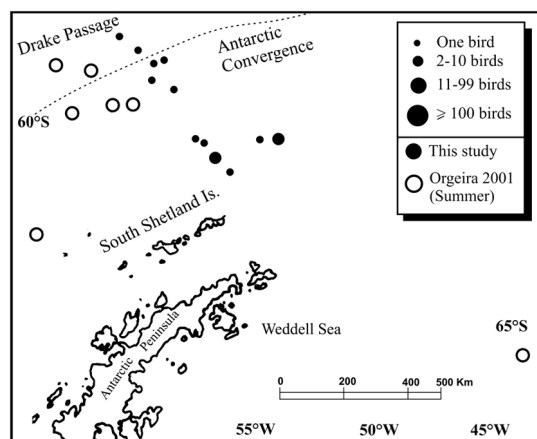 Drake Passage
Antarctic
Convergence
60°S
One bird
2-10 birds
11-99 birds
⩾ 100 birds
This study
Orgeira 2001
(Summer)
South Shetland Is.
Antarctic
Peninsula
Weddell Sea
65°S
0 200 400 500 Km
55°W 50°W 45°W